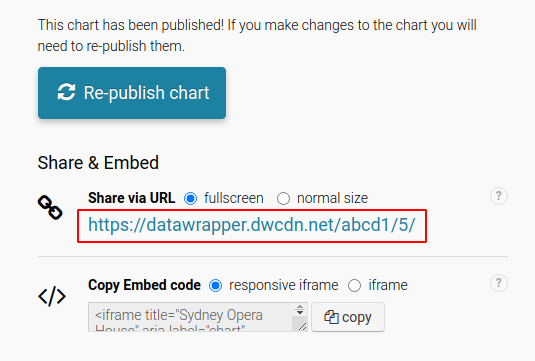 This chart has been published! If you make changes to the chart you will
need to re-publish them.
Re-publish chart
Share & Embed
Share via URL fullscreen normal size ?
https://datawrapper.dwcdn.net/abcd1/5/
Copy Embed code responsive iframe iframe ?
</>
<iframe title="Sydney Opera
House" aria-label="chart"
copy